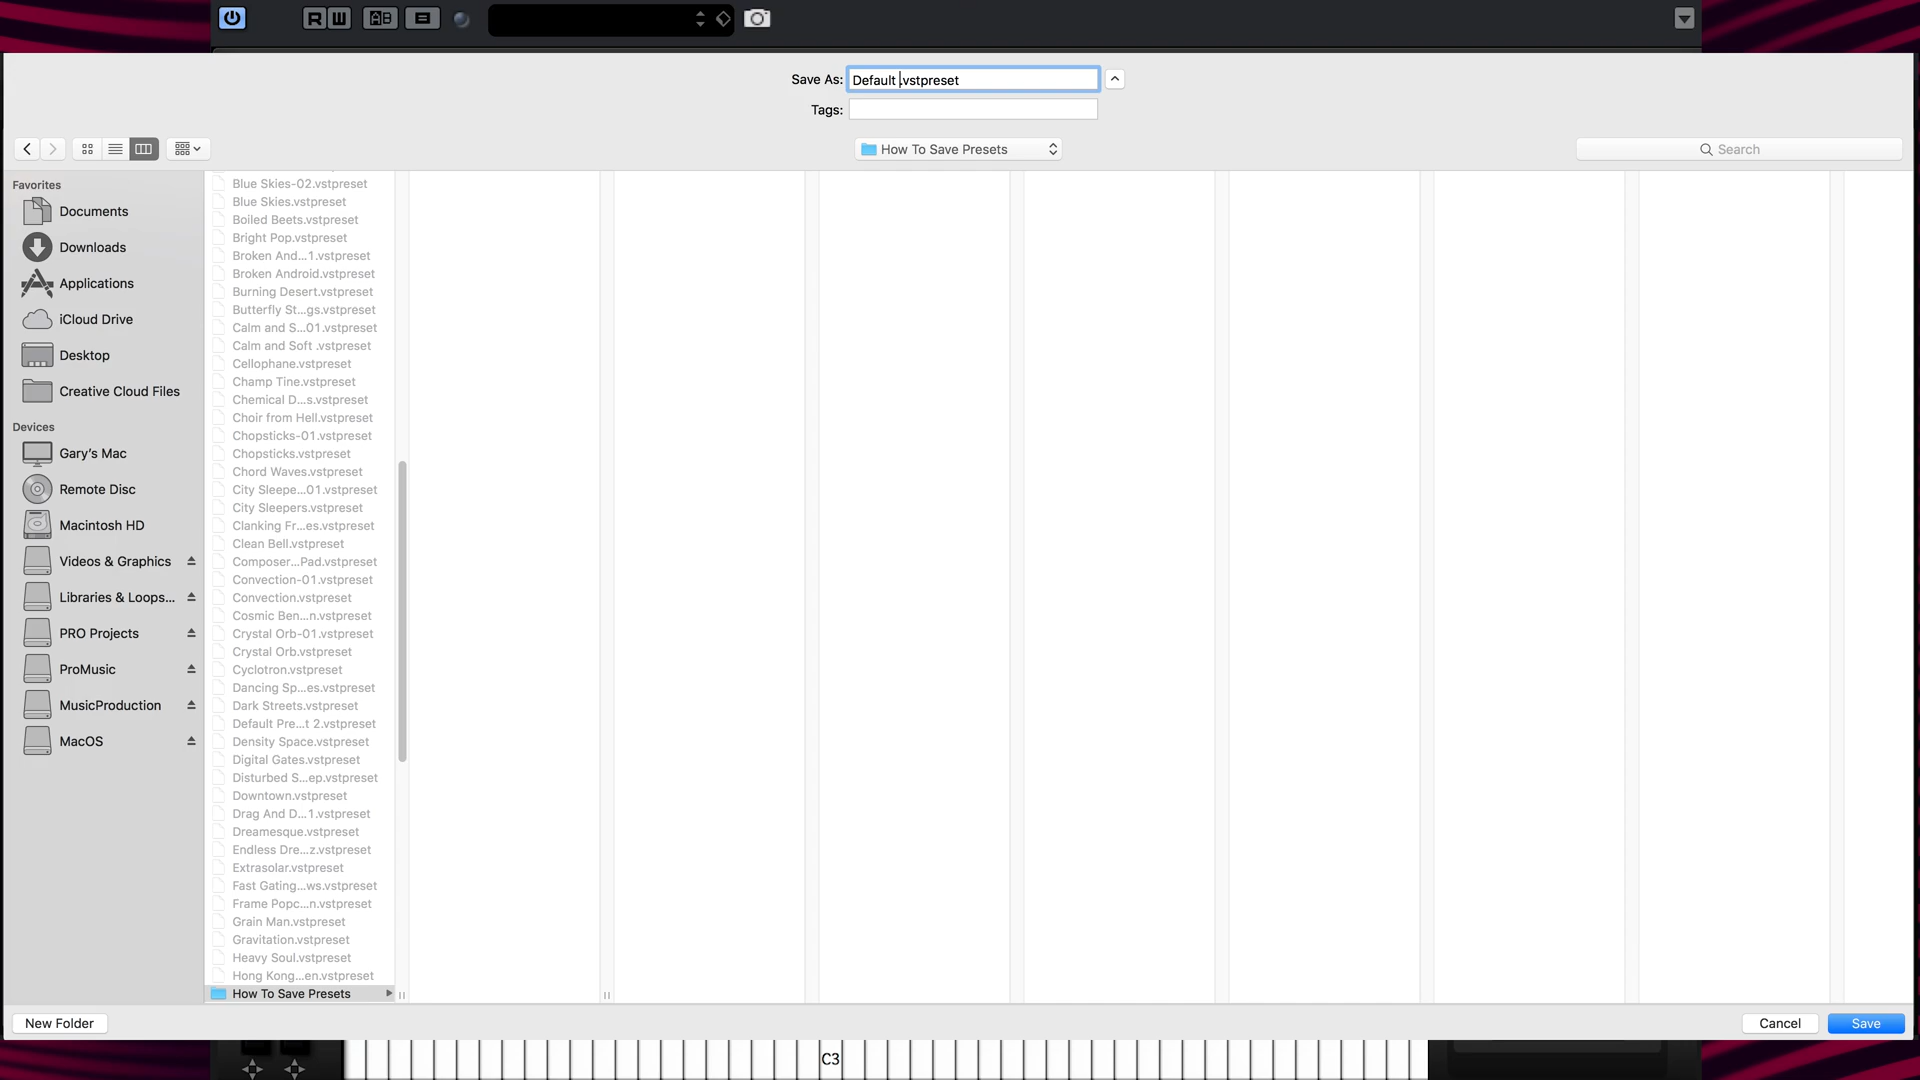 R W AB
Save As: Default .vstpreset
Tags:
How To Save Presets
Search
Favorites
Documents
Downloads
Applications
iCloud Drive
Desktop
Creative Cloud Files
Devices
Gary's Mac
Remote Disc
Macintosh HD
Videos & Graphics
Libraries & Loops...
PRO Projects
ProMusic
MusicProduction
MacOS
Blue Skies-02.vstpreset
Blue Skies.vstpreset
Boiled Beets.vstpreset
Bright Pop.vstpreset
Broken And...1.vstpreset
Broken Android.vstpreset
Burning Desert.vstpreset
Butterfly St...gs.vstpreset
Calm and S...01.vstpreset
Calm and Soft .vstpreset
Cellophane.vstpreset
Champ Tine.vstpreset
Chemical D...s.vstpreset
Choir from Hell.vstpreset
Chopsticks-01.vstpreset
Chopsticks.vstpreset
Chord Waves.vstpreset
City Sleepe...01.vstpreset
City Sleepers.vstpreset
Clanking Fr...es.vstpreset
Clean Bell.vstpreset
Composer...Pad.vstpreset
Convection-01.vstpreset
Convection.vstpreset
Cosmic Ben...n.vstpreset
Crystal Orb-01.vstpreset
Crystal Orb.vstpreset
Cyclotron.vstpreset
Dancing Sp...es.vstpreset
Dark Streets.vstpreset
Default Pre...t 2.vstpreset
Density Space.vstpreset
Digital Gates.vstpreset
Disturbed S...ep.vstpreset
Downtown.vstpreset
Drag And D...1.vstpreset
Dreamesque.vstpreset
Endless Dre...z.vstpreset
Extrasolar.vstpreset
Fast Gating...ws.vstpreset
Frame Popc...n.vstpreset
Grain Man.vstpreset
Gravitation.vstpreset
Heavy Soul.vstpreset
Hong Kong...en.vstpreset
How To Save Presets
New Folder
Cancel
Save
C3